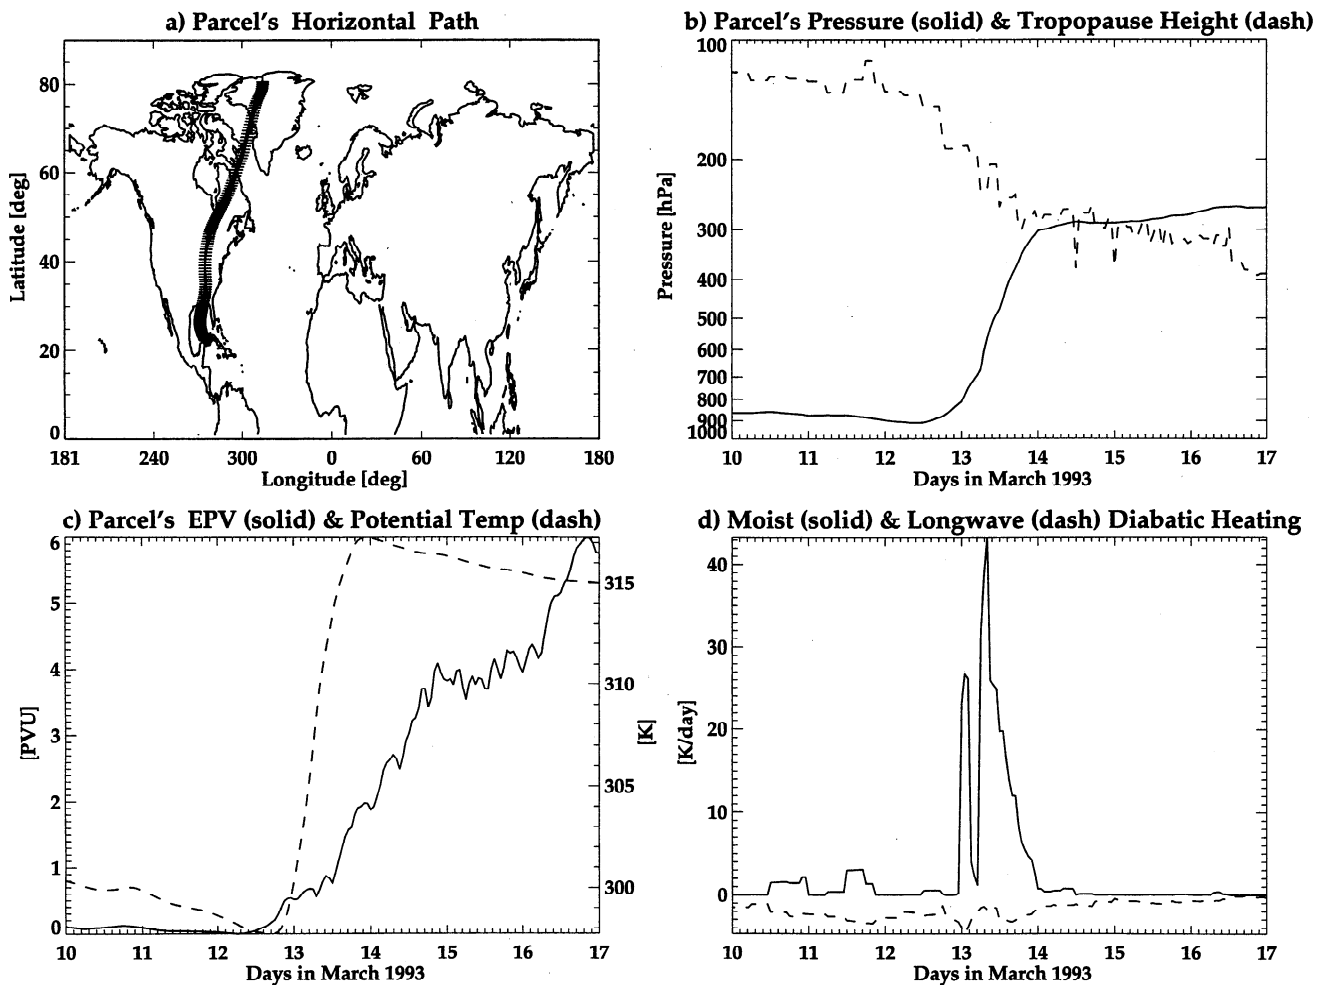 a) Parcel's Horizontal Path
80
60
40
20
0
Latitude [deg]
181 240 300 0 60 120 180
Longitude [deg]
b) Parcel's Pressure (solid) & Tropopause Height (dash)
100
200
300
400
500
600
700
800
900
1000
Pressure [hPa]
10 11 12 13 14 15 16 17
Days in March 1993
c) Parcel's EPV (solid) & Potential Temp (dash)
6
5
4
3
2
1
0
[PVU]
315
310
305
300
[K]
10 11 12 13 14 15 16 17
Days in March 1993
d) Moist (solid) & Longwave (dash) Diabatic Heating
40
30
20
10
0
[K/day]
10 11 12 13 14 15 16 17
Days in March 1993